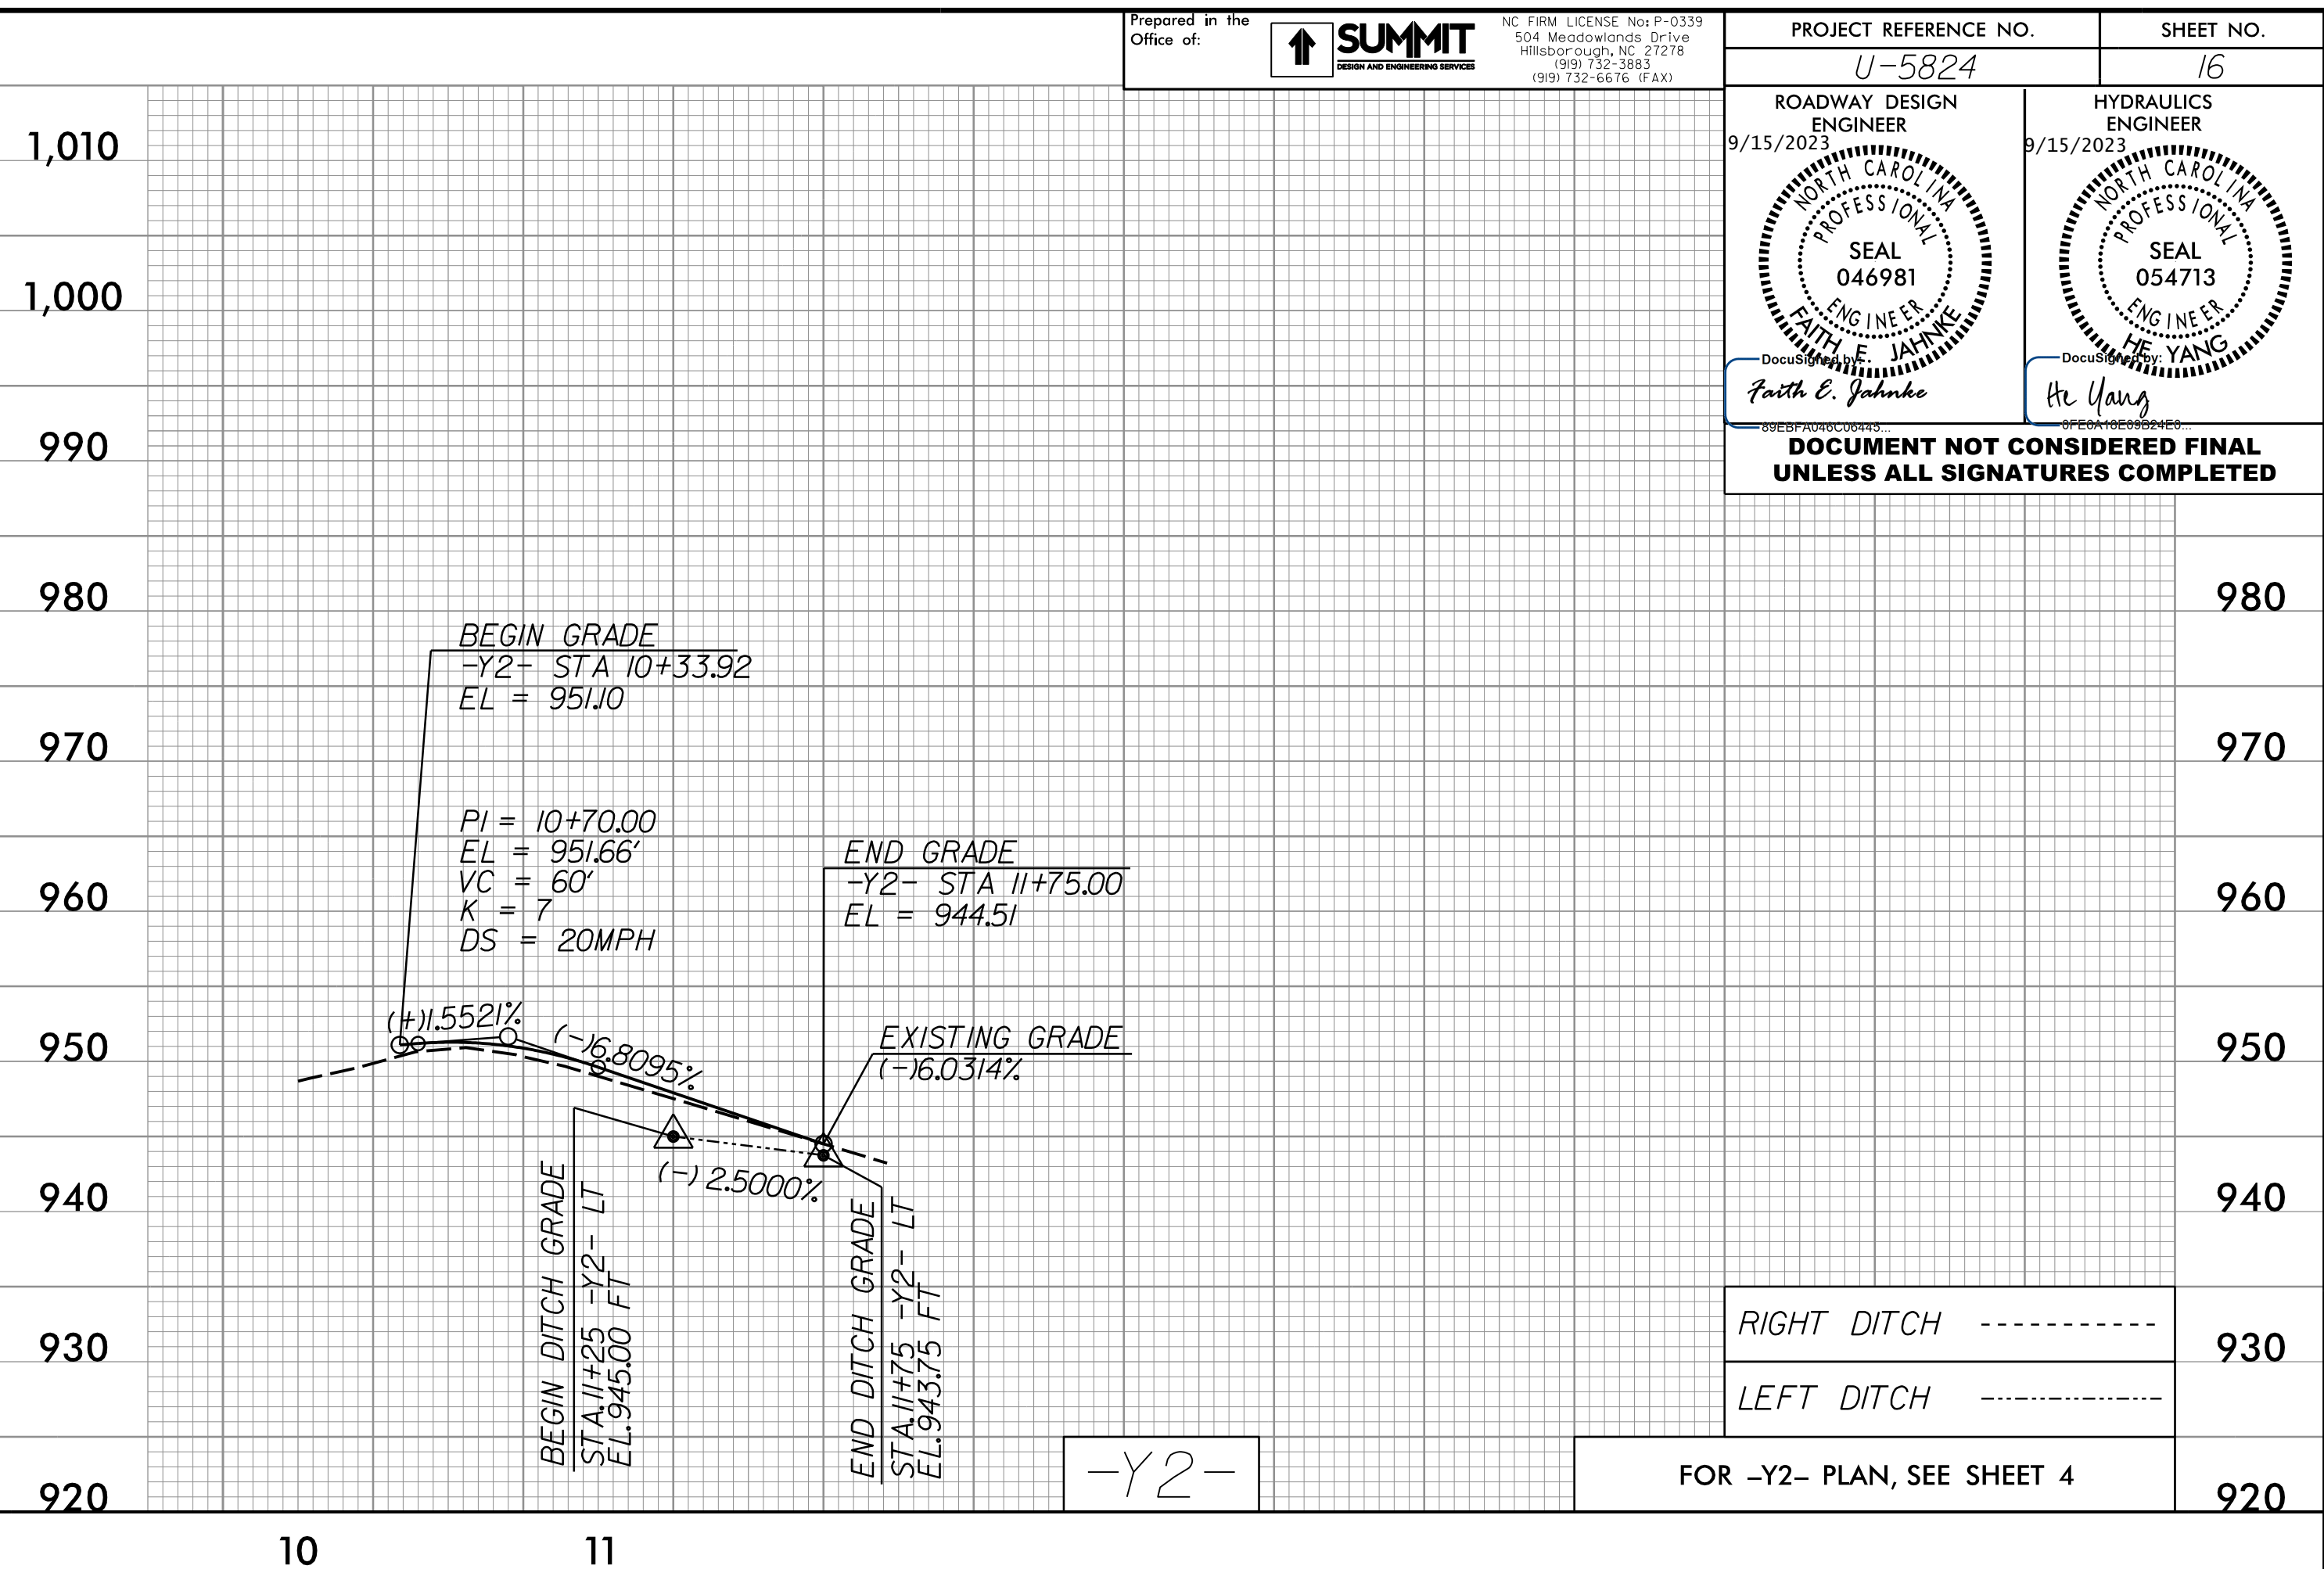 Prepared in the
Office of:
SUMMIT
DESIGN AND ENGINEERING SERVICES
NC FIRM LICENSE No: P-0339
504 Meadowlands Drive
Hillsborough, NC 27278
(919) 732-3883
(919) 732-6676 (FAX)
PROJECT REFERENCE NO.
SHEET NO.
U-5824
16
ROADWAY DESIGN
ENGINEER
HYDRAULICS
ENGINEER
9/15/2023
NORTH CAROLINA
PROFESSIONAL
SEAL
046981
ENGINEER
FAITH E. JAHNKE
DocuSigned by:
Faith E. Jahnke
89EBFA046C06445...
9/15/2023
NORTH CAROLINA
PROFESSIONAL
SEAL
054713
ENGINEER
HE YANG
DocuSigned by:
He Yang
DOCUMENT NOT CONSIDERED FINAL
UNLESS ALL SIGNATURES COMPLETED
1,010
1,000
990
980
970
960
950
940
930
920
980
970
960
950
940
930
920
BEGIN GRADE
-Y2- STA 10+33.92
EL = 951.10
PI = 10+70.00
EL = 951.66'
VC = 60'
K = 7
DS = 20MPH
END GRADE
-Y2- STA 11+75.00
EL = 944.51
(+)1.5521%
(-)6.8095%
EXISTING GRADE
(-)6.0314%
(-) 2.5000%
BEGIN DITCH GRADE
STA.11+25 -Y2- LT
EL.945.00 FT
END DITCH GRADE
STA.11+75 -Y2- LT
EL.943.75 FT
RIGHT DITCH
LEFT DITCH
-Y2-
FOR -Y2- PLAN, SEE SHEET 4
10
11